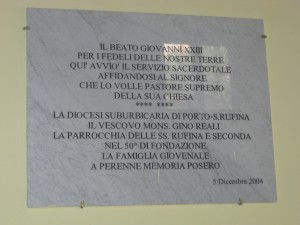 IL BEATO GIOVANNI XXIII
PER I FEDELI DELLE NOSTRE TERRE
QUI AVVIO' IL SERVIZIO SACERDOTALE
AFFIDANDOSI AL SIGNORE
CHE LO VOLLE PASTORE SUPREMO
DELLA SUA CHIESA
**** ****
LA DIOCESI SUBURBICARIA DI PORTO-S.RUFINA
IL VESCOVO MONS. GINO REALI
LA PARROCCHIA DELLE SS. RUFINA E SECONDA
NEL 50° DI FONDAZIONE,
LA FAMIGLIA GIOVENALE
A PERENNE MEMORIA POSERO
5 Dicembre 2004